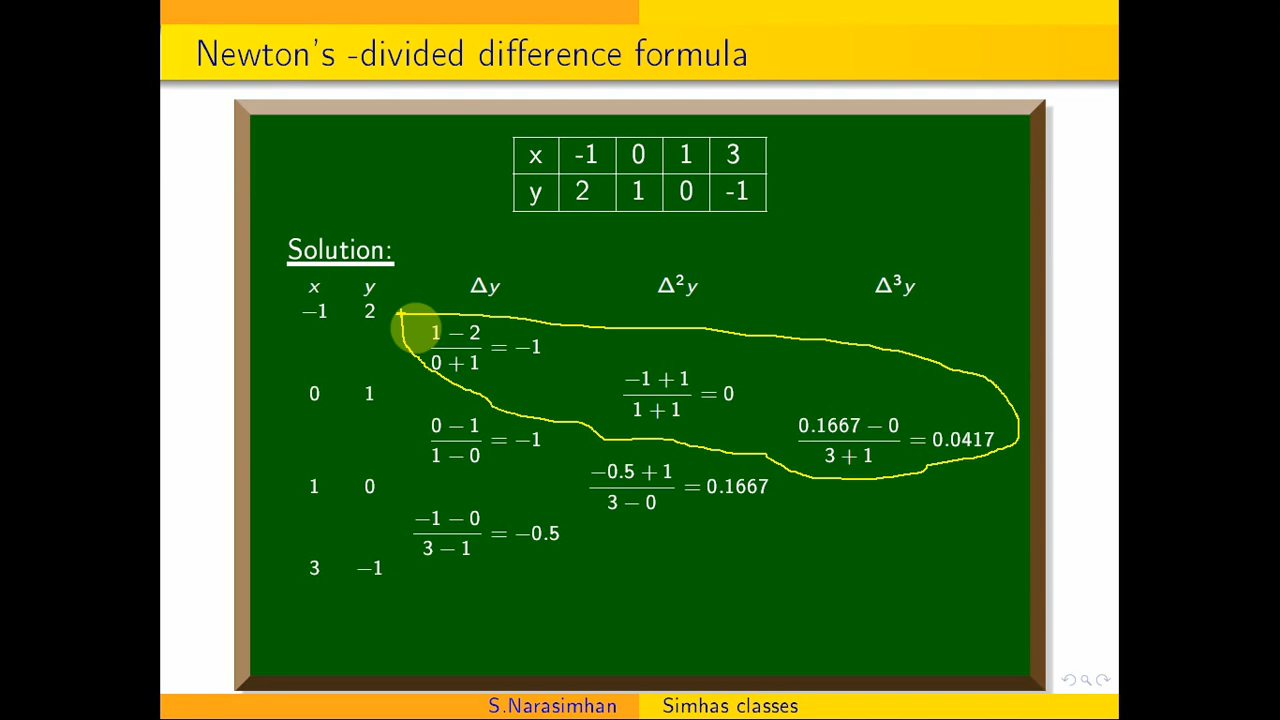 Newton's -divided difference formula
x -1 0 1 3
y 2 1 0 -1
Solution:
x y Δy Δ²y Δ³y
−1 2
1 − 2 / 0 + 1 = −1
0 1 −1 + 1 / 1 + 1 = 0
0 − 1 / 1 − 0 = −1 0.1667 − 0 / 3 + 1 = 0.0417
1 0 −0.5 + 1 / 3 − 0 = 0.1667
−1 − 0 / 3 − 1 = −0.5
3 −1
S.Narasimhan Simhas classes